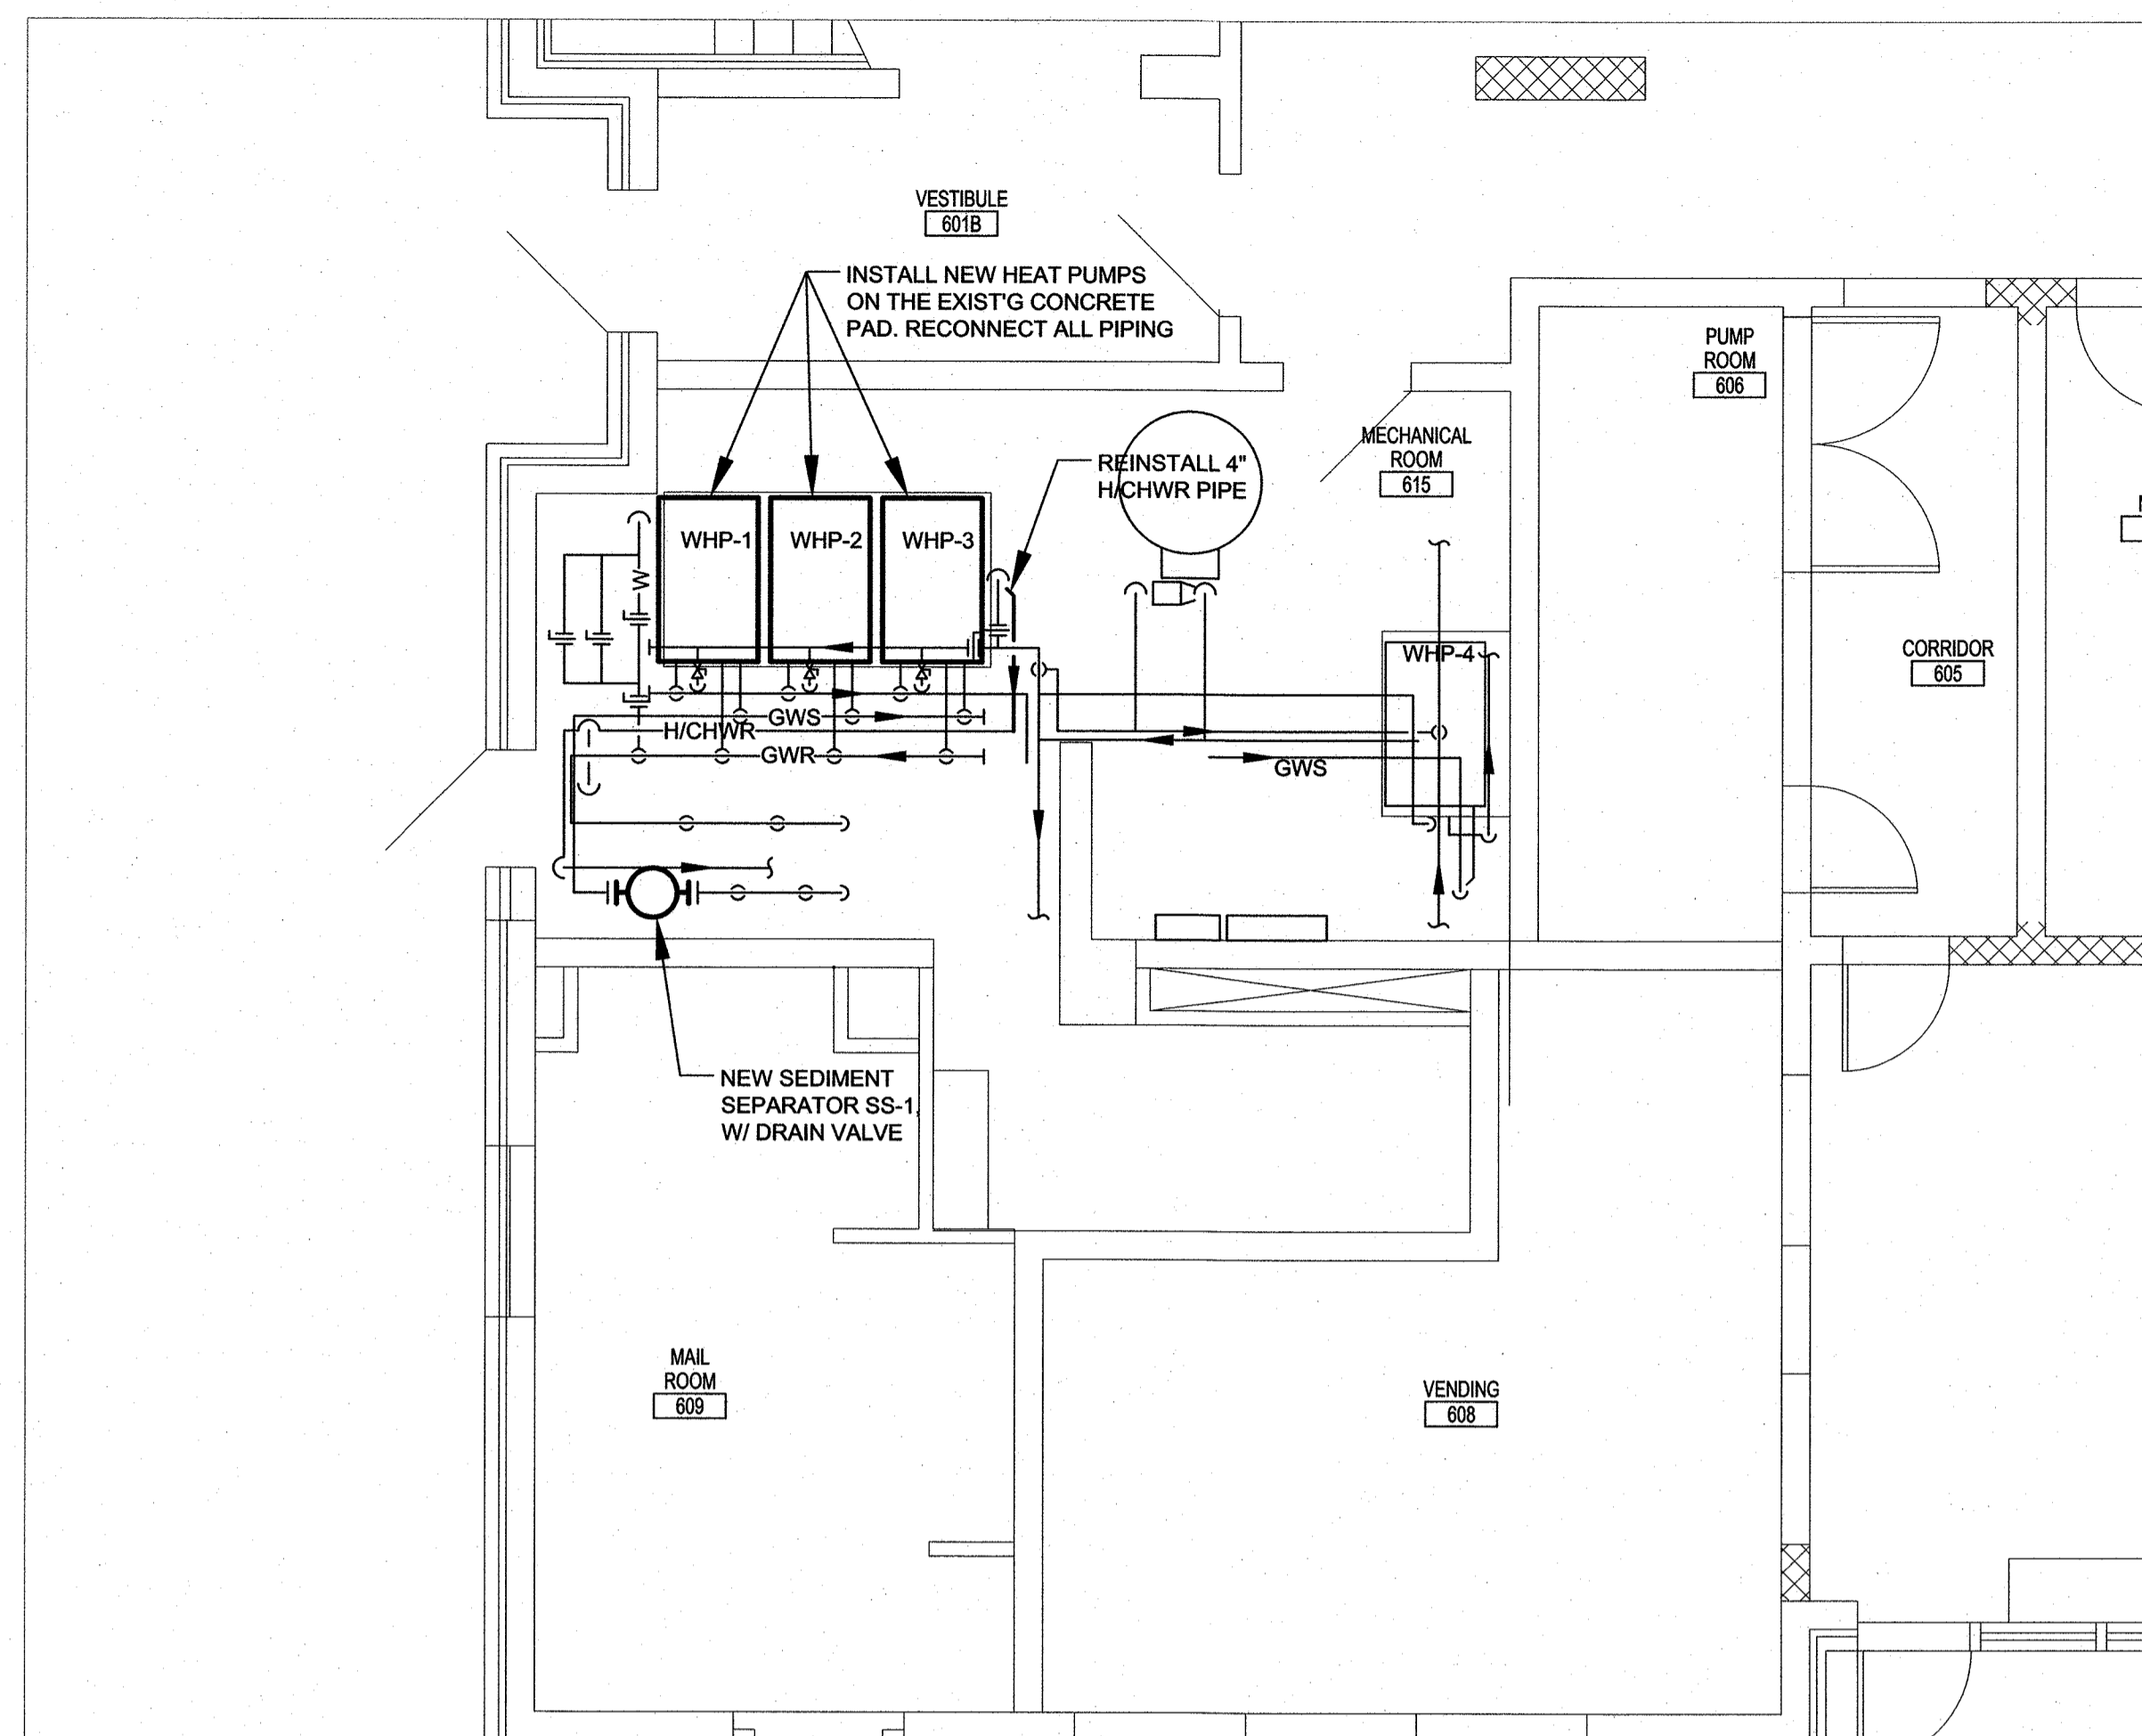 VESTIBULE
601B
INSTALL NEW HEAT PUMPS
ON THE EXIST'G CONCRETE
PAD. RECONNECT ALL PIPING
PUMP
ROOM
606
MECHANICAL
ROOM
615
REINSTALL 4"
H/CHWR PIPE
WHP-1
WHP-2
WHP-3
W
WHP-4
CORRIDOR
605
GWS
H/CHWR
GWR
GWS
NEW SEDIMENT
SEPARATOR SS-1,
W/ DRAIN VALVE
MAIL
ROOM
609
VENDING
608